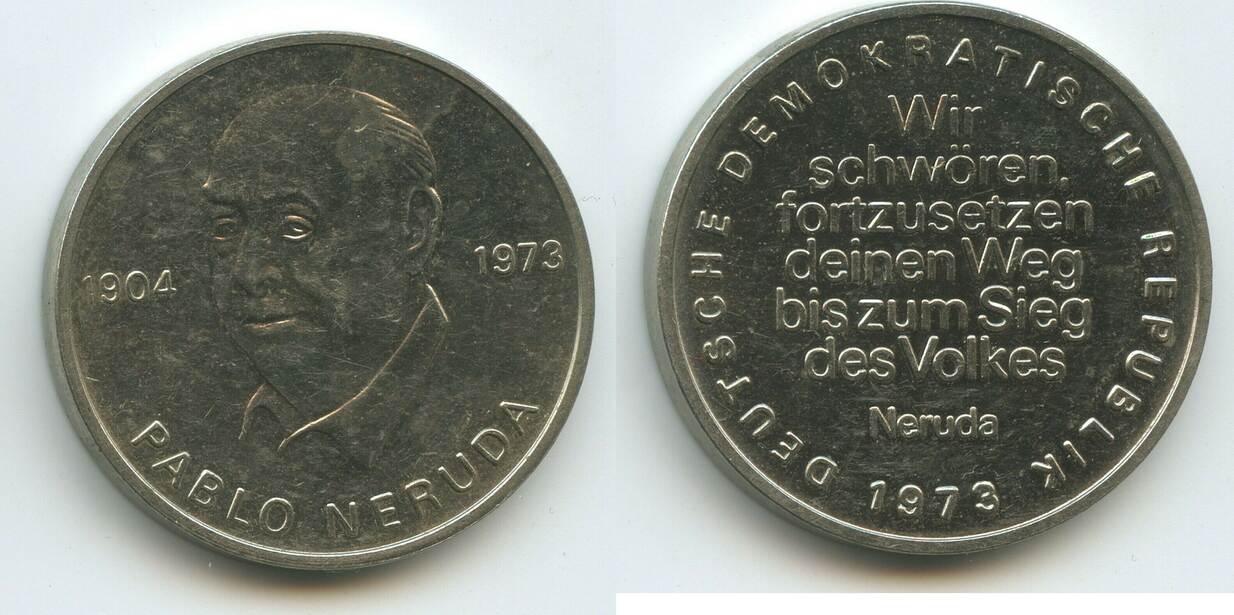 1904
1973
PABLO NERUDA
DEUTSCHE DEMOKRATISCHE REPUBLIK
Wir
schwören,
fortzusetzen
deinen Weg
bis zum Sieg
des Volkes
Neruda
1973